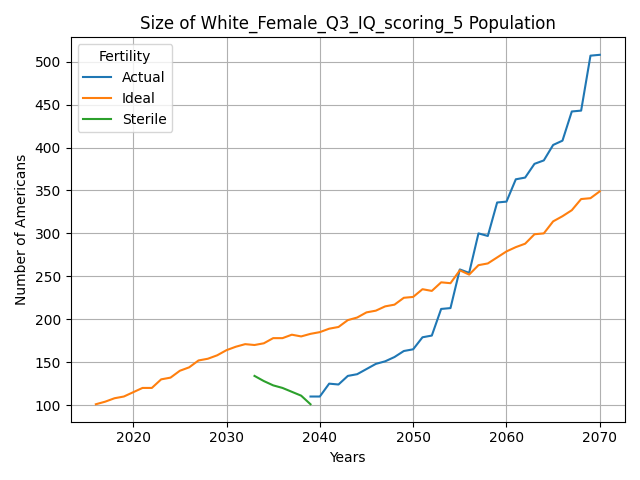 Size of White_Female_Q3_IQ_scoring_5 Population
Fertility
Actual
Ideal
Sterile
Number of Americans
500
450
400
350
300
250
200
150
100
2020
2030
2040
2050
2060
2070
Years